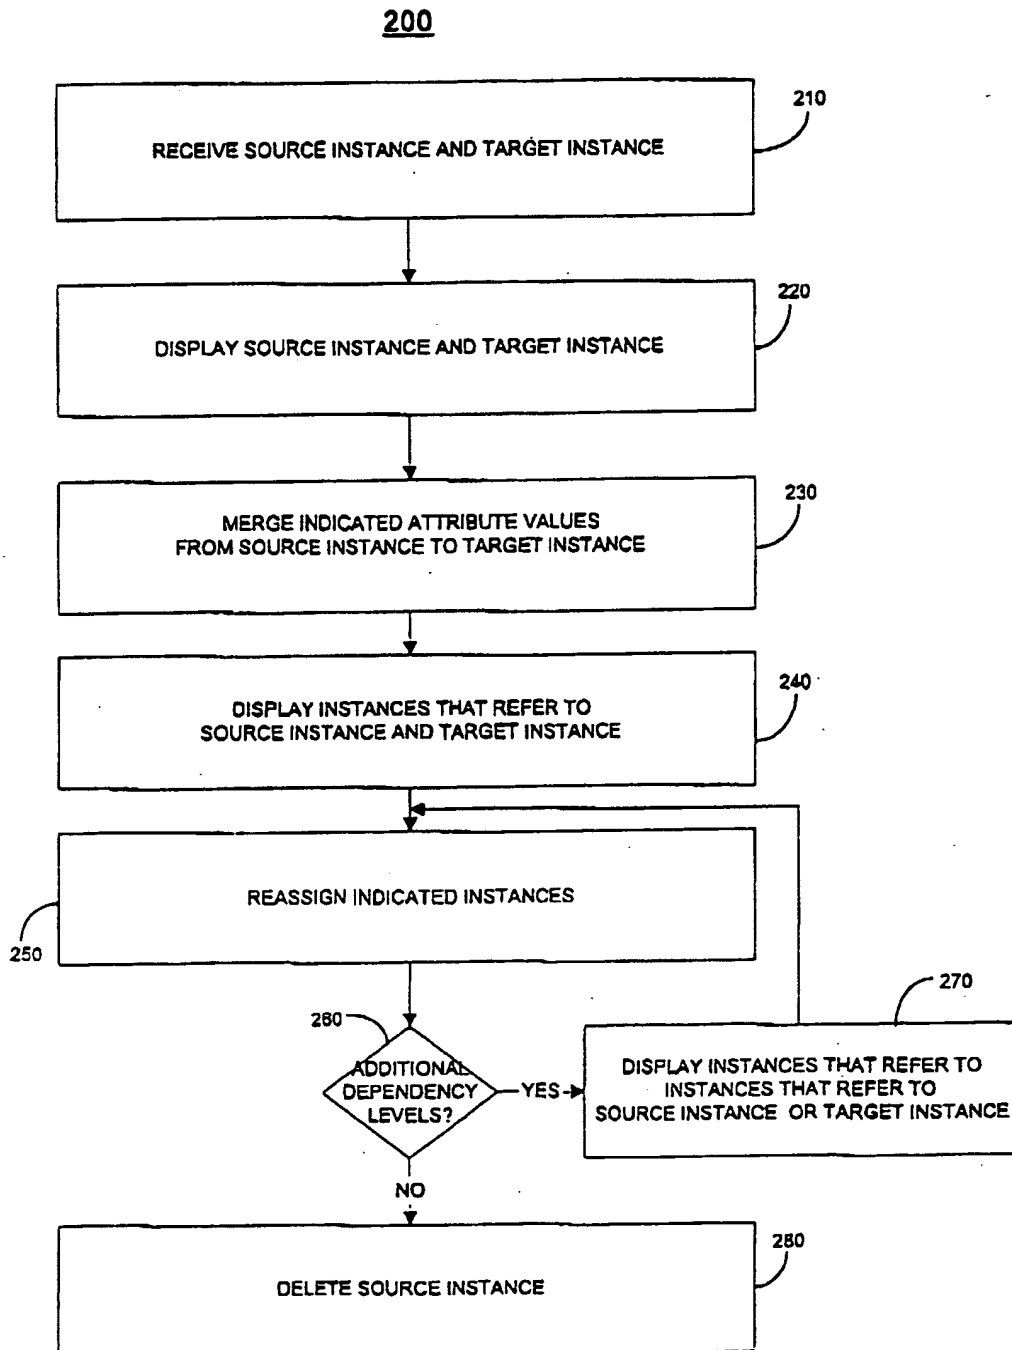 200
RECEIVE SOURCE INSTANCE AND TARGET INSTANCE
210
DISPLAY SOURCE INSTANCE AND TARGET INSTANCE
220
MERGE INDICATED ATTRIBUTE VALUES
FROM SOURCE INSTANCE TO TARGET INSTANCE
230
DISPLAY INSTANCES THAT REFER TO
SOURCE INSTANCE AND TARGET INSTANCE
240
REASSIGN INDICATED INSTANCES
250
260
ADDITIONAL
DEPENDENCY
LEVELS?
YES
270
DISPLAY INSTANCES THAT REFER TO
INSTANCES THAT REFER TO
SOURCE INSTANCE OR TARGET INSTANCE
NO
DELETE SOURCE INSTANCE
280